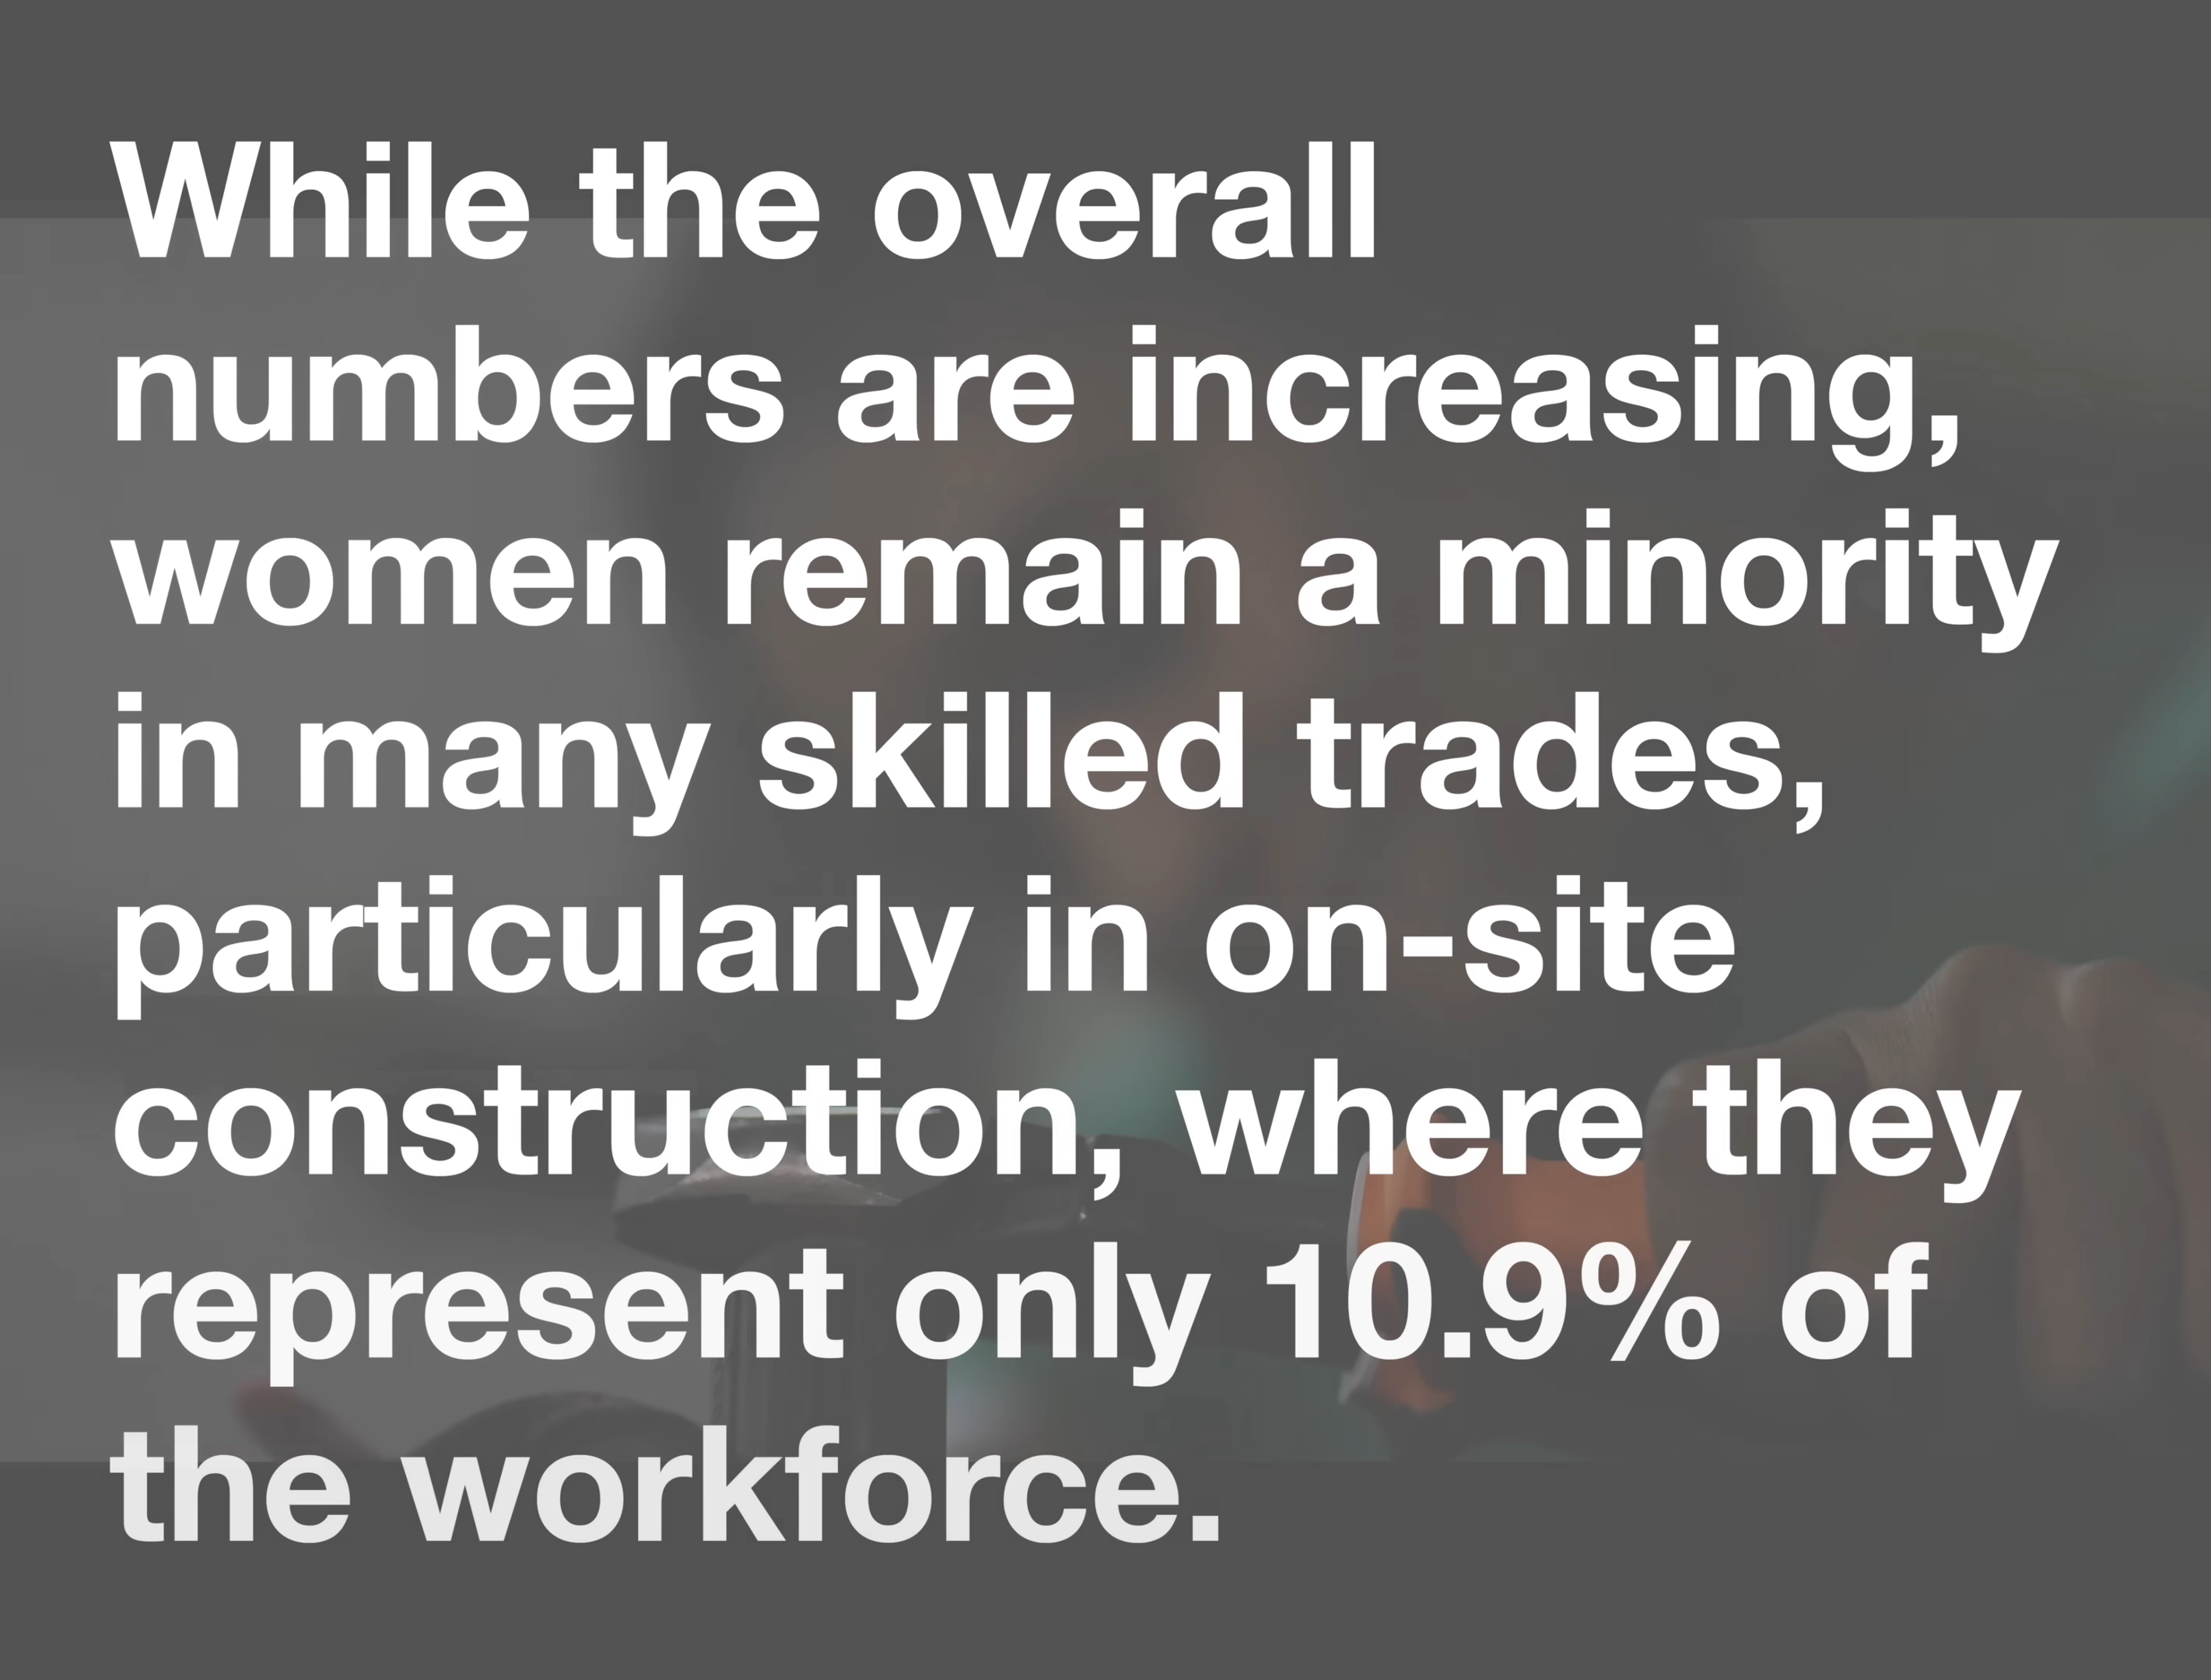 While the overall
numbers are increasing,
women remain a minority
in many skilled trades,
particularly in on-site
construction, where they
represent only 10.9% of
the workforce.